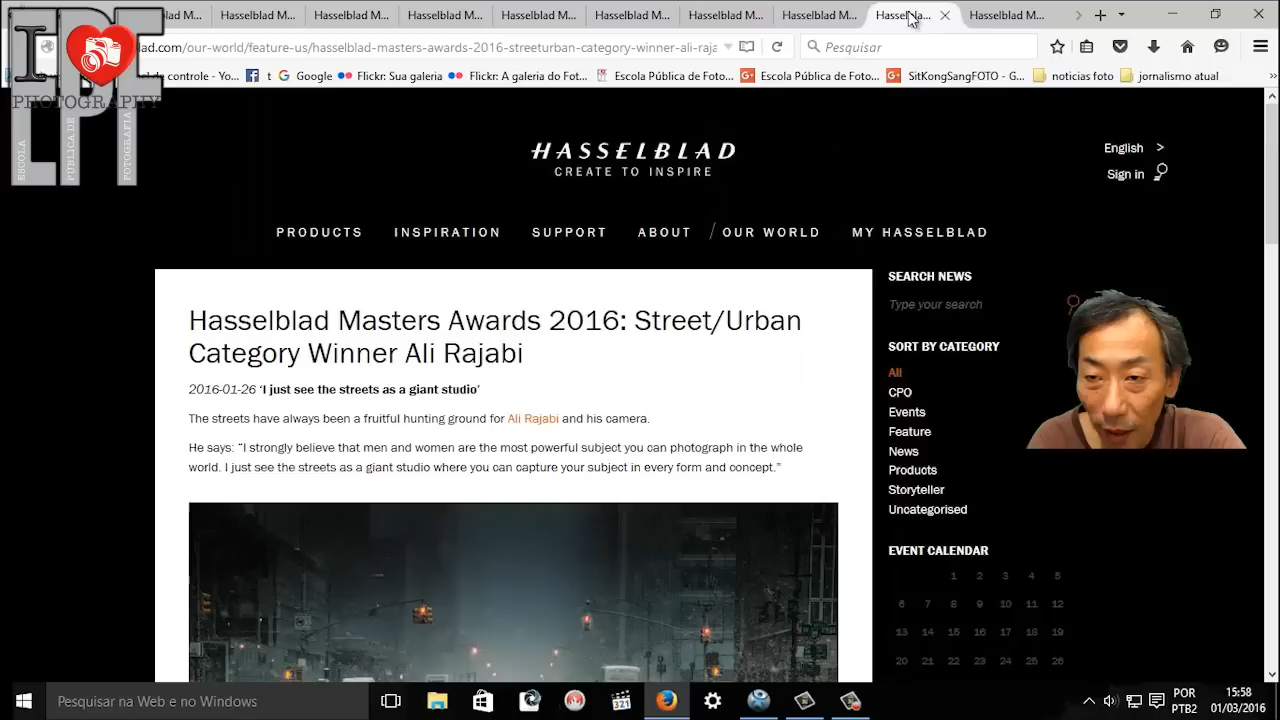 Hasselblad M...
Hasselblad M...
Hasselblad M...
Hasselblad M...
Hasselblad M...
Hasselblad M...
Hasselblad M...
Hassel
Hasselblad M...
I
PHOTOGRAPHY
ESCOLA
PÚBLICA DE
FOTOGRAFIA
lad.com/our-world/feature-us/hasselblad-masters-awards-2016-streeturban-category-winner-ali-raja
Pesquisar
de controle - Yo...
t
Google
Flickr: Sua galeria
Flickr: A galeria do Fot...
Escola Pública de Foto...
Escola Pública de Foto...
SitKongSangFOTO - G...
noticias foto
jornalismo atual
HASSELBLAD
CREATE TO INSPIRE
English >
Sign in
PRODUCTS INSPIRATION SUPPORT ABOUT / OUR WORLD MY HASSELBLAD
Hasselblad Masters Awards 2016: Street/Urban
Category Winner Ali Rajabi
2016-01-26 ‘I just see the streets as a giant studio’
The streets have always been a fruitful hunting ground for Ali Rajabi and his camera.
He says: “I strongly believe that men and women are the most powerful subject you can photograph in the whole
world. I just see the streets as a giant studio where you can capture your subject in every form and concept.”
SEARCH NEWS
Type your search
SORT BY CATEGORY
All
CPO
Events
Feature
News
Products
Storyteller
Uncategorised
EVENT CALENDAR
1 2 3 4 5
6 7 8 9 10 11 12
13 14 15 16 17 18 19
20 21 22 23 24 25 26
Pesquisar na Web e no Windows
321
POR
PTB2
15:58
01/03/2016